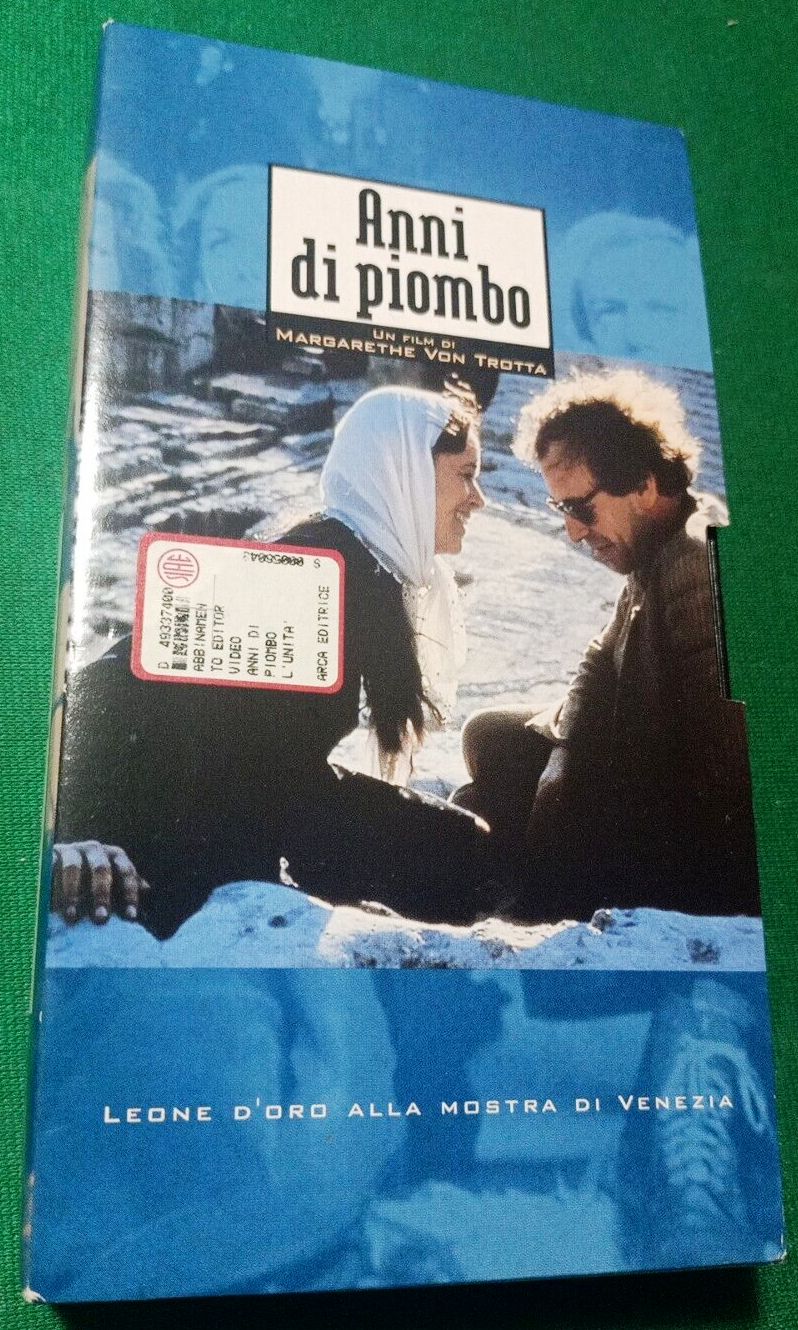 Anni
di piombo
Un film di
Margarethe Von Trotta
SIAE
D 49337400
ABBINAMEN
TO EDITOR
VIDEO
ANNI DI
PIOMBO
L'UNITA'
ARCA EDITRICE
Leone d'oro alla mostra di Venezia